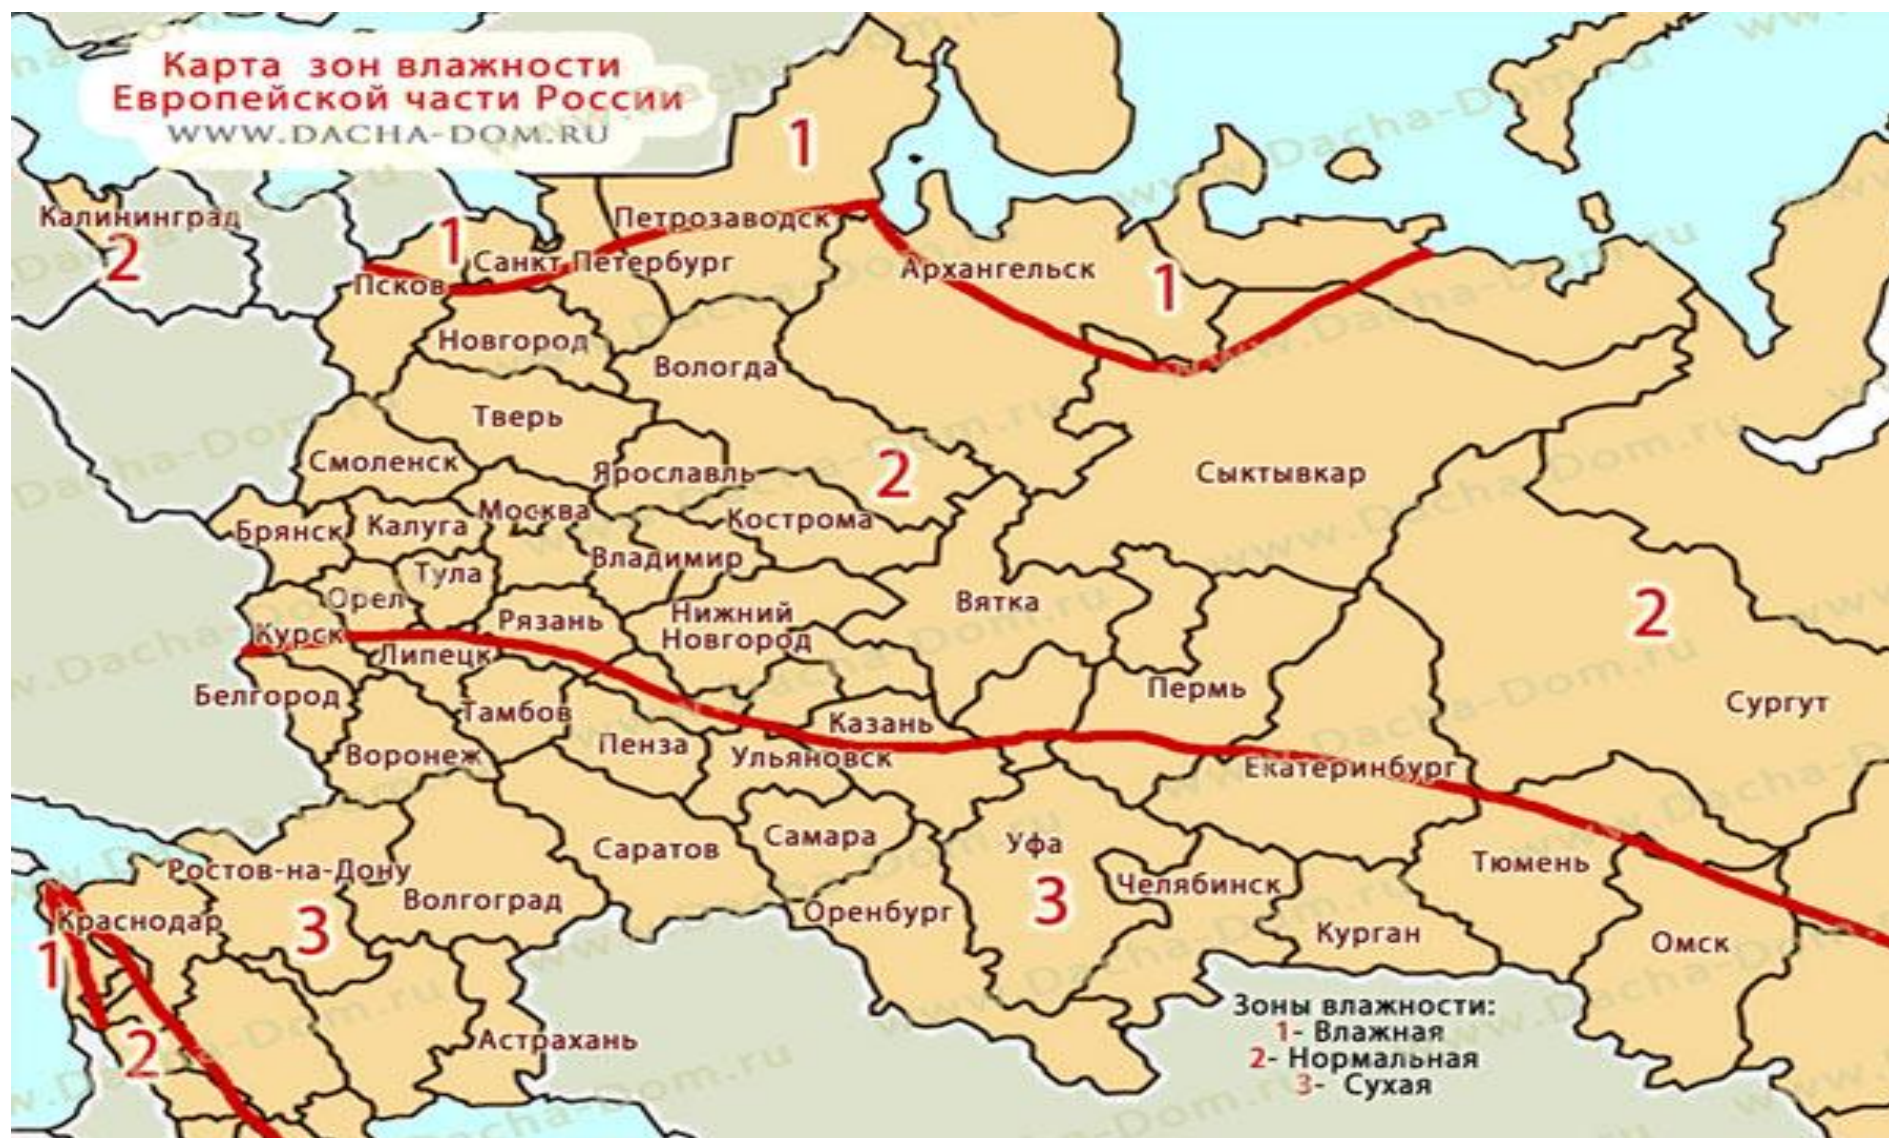 Карта зон влажности
Европейской части России
WWW.DACHA-DOM.RU
1
Калининград
2
1
Петрозаводск
Санкт Петербург
Псков
Архангельск
1
Новгород
Вологда
Тверь
Смоленск
Ярославль
2
Сыктывкар
Москва
Брянск
Калуга
Кострома
Владимир
Тула
Орел
Вятка
Рязань
Нижний
Новгород
2
Курск
Липецк
Белгород
Пермь
Сургут
Тамбов
Казань
Воронеж
Пенза
Ульяновск
Екатеринбург
Самара
Уфа
Саратов
Тюмень
Ростов-на-Дону
Челябинск
Волгоград
3
Оренбург
Краснодар
3
Курган
Омск
1
Астрахань
2
Зоны влажности:
1- Влажная
2- Нормальная
3- Сухая
www.Dacha-Dom.ru